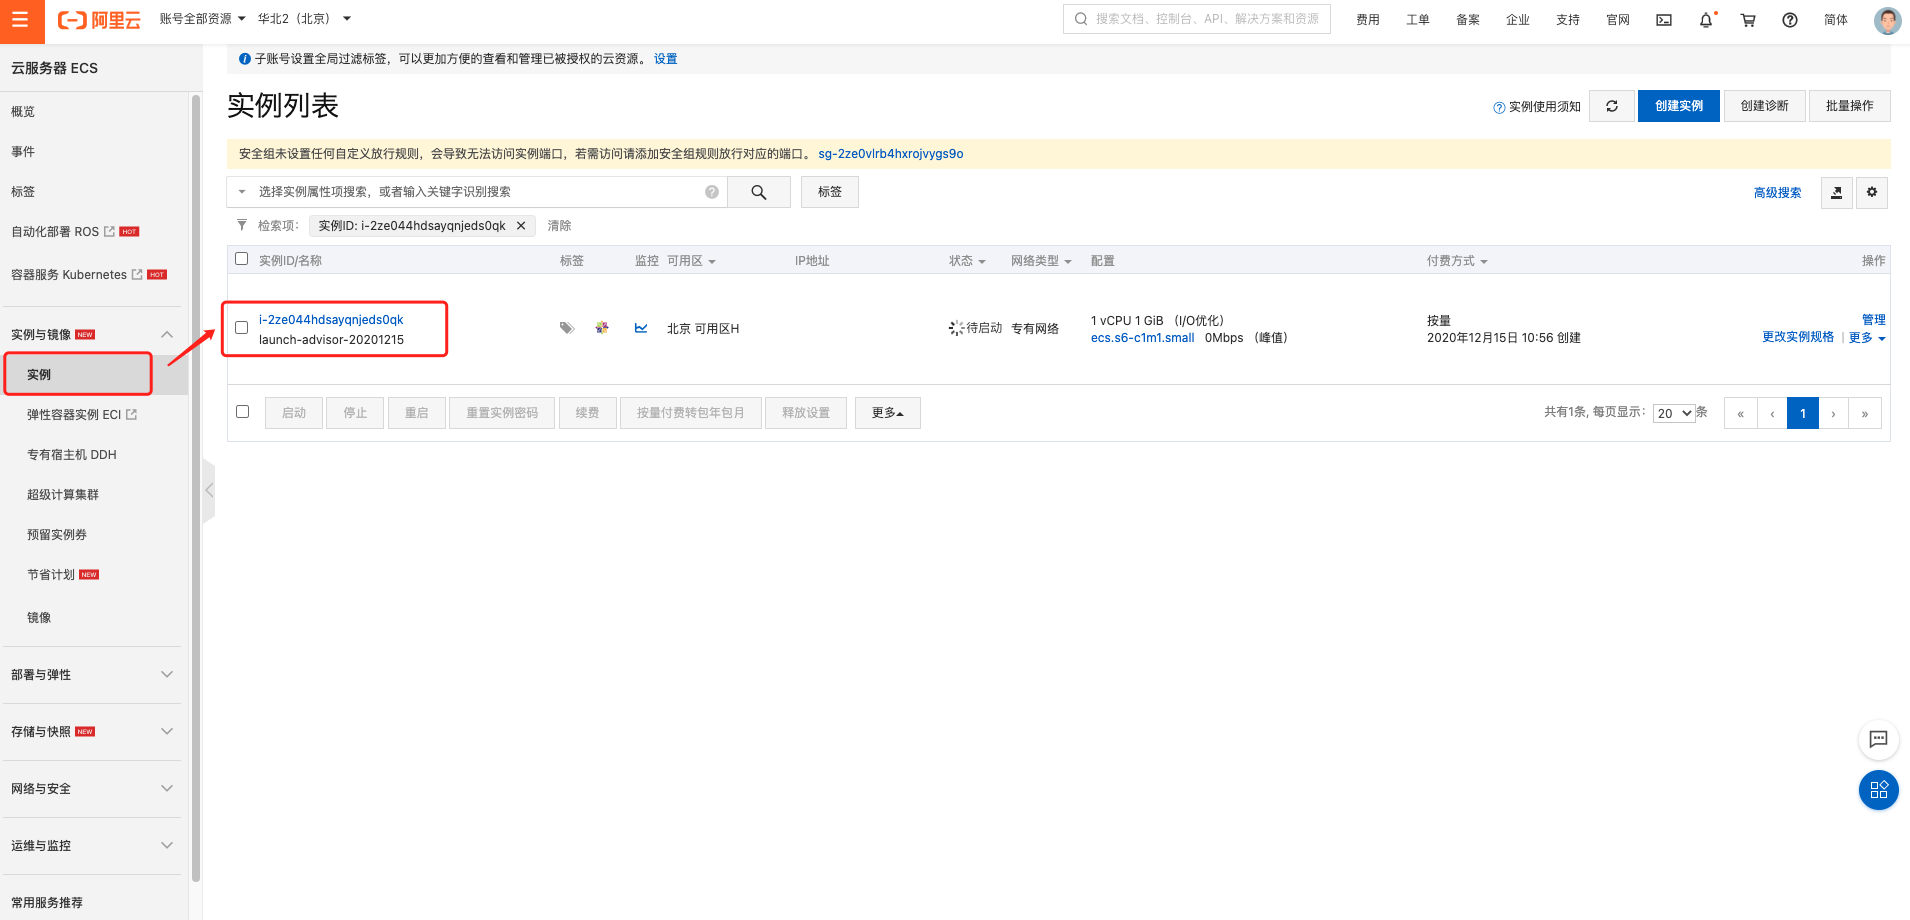 阿里云 账号全部资源 华北2（北京） 搜索文档、控制台、API、解决方案和资源 费用 工单 备案 企业 支持 官网 简体
云服务器 ECS
概览
事件
标签
自动化部署 ROS HOT
容器服务 Kubernetes HOT
实例与镜像 NEW
实例
弹性容器实例 ECI
专有宿主机 DDH
超级计算集群
预留实例券
节省计划 NEW
镜像
部署与弹性
存储与快照 NEW
网络与安全
运维与监控
常用服务推荐
子账号设置全局过滤标签，可以更加方便的查看和管理已被授权的云资源。 设置
实例列表
实例使用须知 创建实例 创建诊断 批量操作
安全组未设置任何自定义放行规则，会导致无法访问实例端口，若需访问请添加安全组规则放行对应的端口。 sg-2ze0vlrb4hxrojvygs9o
选择实例属性项搜索，或者输入关键字识别搜索 标签 高级搜索
检索项： 实例ID: i-2ze044hdsayqnjeds0qk 清除
实例ID/名称 标签 监控 可用区 IP地址 状态 网络类型 配置 付费方式 操作
i-2ze044hdsayqnjeds0qk
launch-advisor-20201215
北京 可用区H
待启动 专有网络
1 vCPU 1 GiB （I/O优化）
ecs.s6-c1m1.small 0Mbps （峰值）
按量
2020年12月15日 10:56 创建
管理
更改实例规格 | 更多
启动 停止 重启 重置实例密码 续费 按量付费转包年包月 释放设置 更多
共有1条, 每页显示： 20 条 « ‹ 1 › »